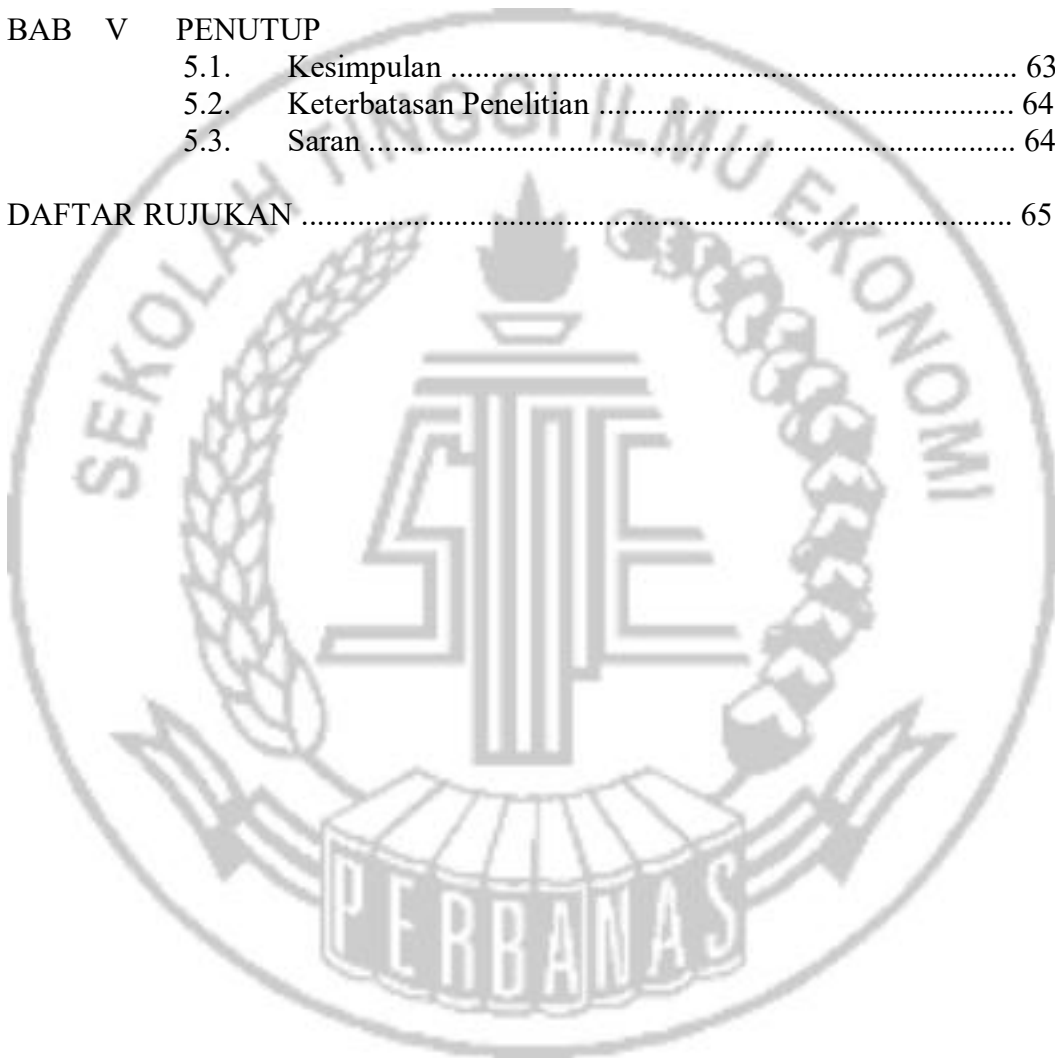 BAB V PENUTUP
5.1. Kesimpulan ................................................................ 63
5.2. Keterbatasan Penelitian ............................................... 64
5.3. Saran ......................................................................... 64
DAFTAR RUJUKAN ................................................................................ 65
SEKOLAH TINGGI ILMU EKONOMI
STIE
PERBANAS